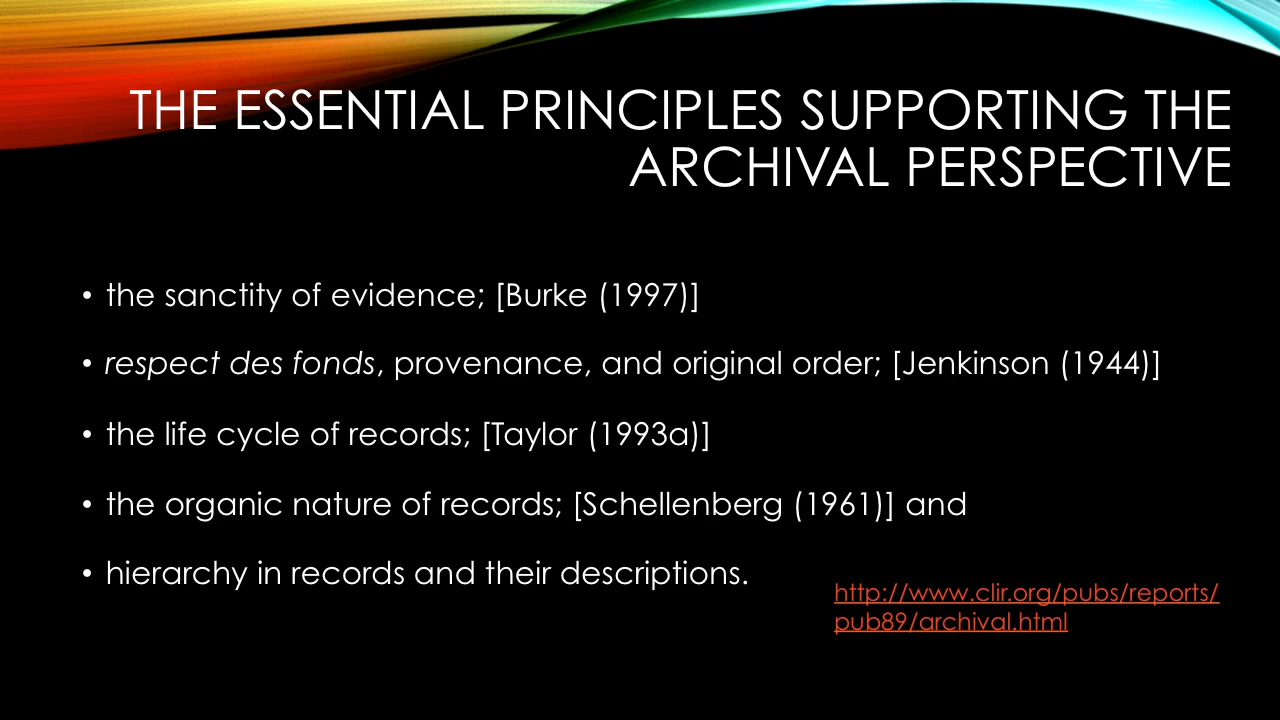 THE ESSENTIAL PRINCIPLES SUPPORTING THE
ARCHIVAL PERSPECTIVE
• the sanctity of evidence; [Burke (1997)]
• respect des fonds, provenance, and original order; [Jenkinson (1944)]
• the life cycle of records; [Taylor (1993a)]
• the organic nature of records; [Schellenberg (1961)] and
• hierarchy in records and their descriptions.
http://www.clir.org/pubs/reports/
pub89/archival.html